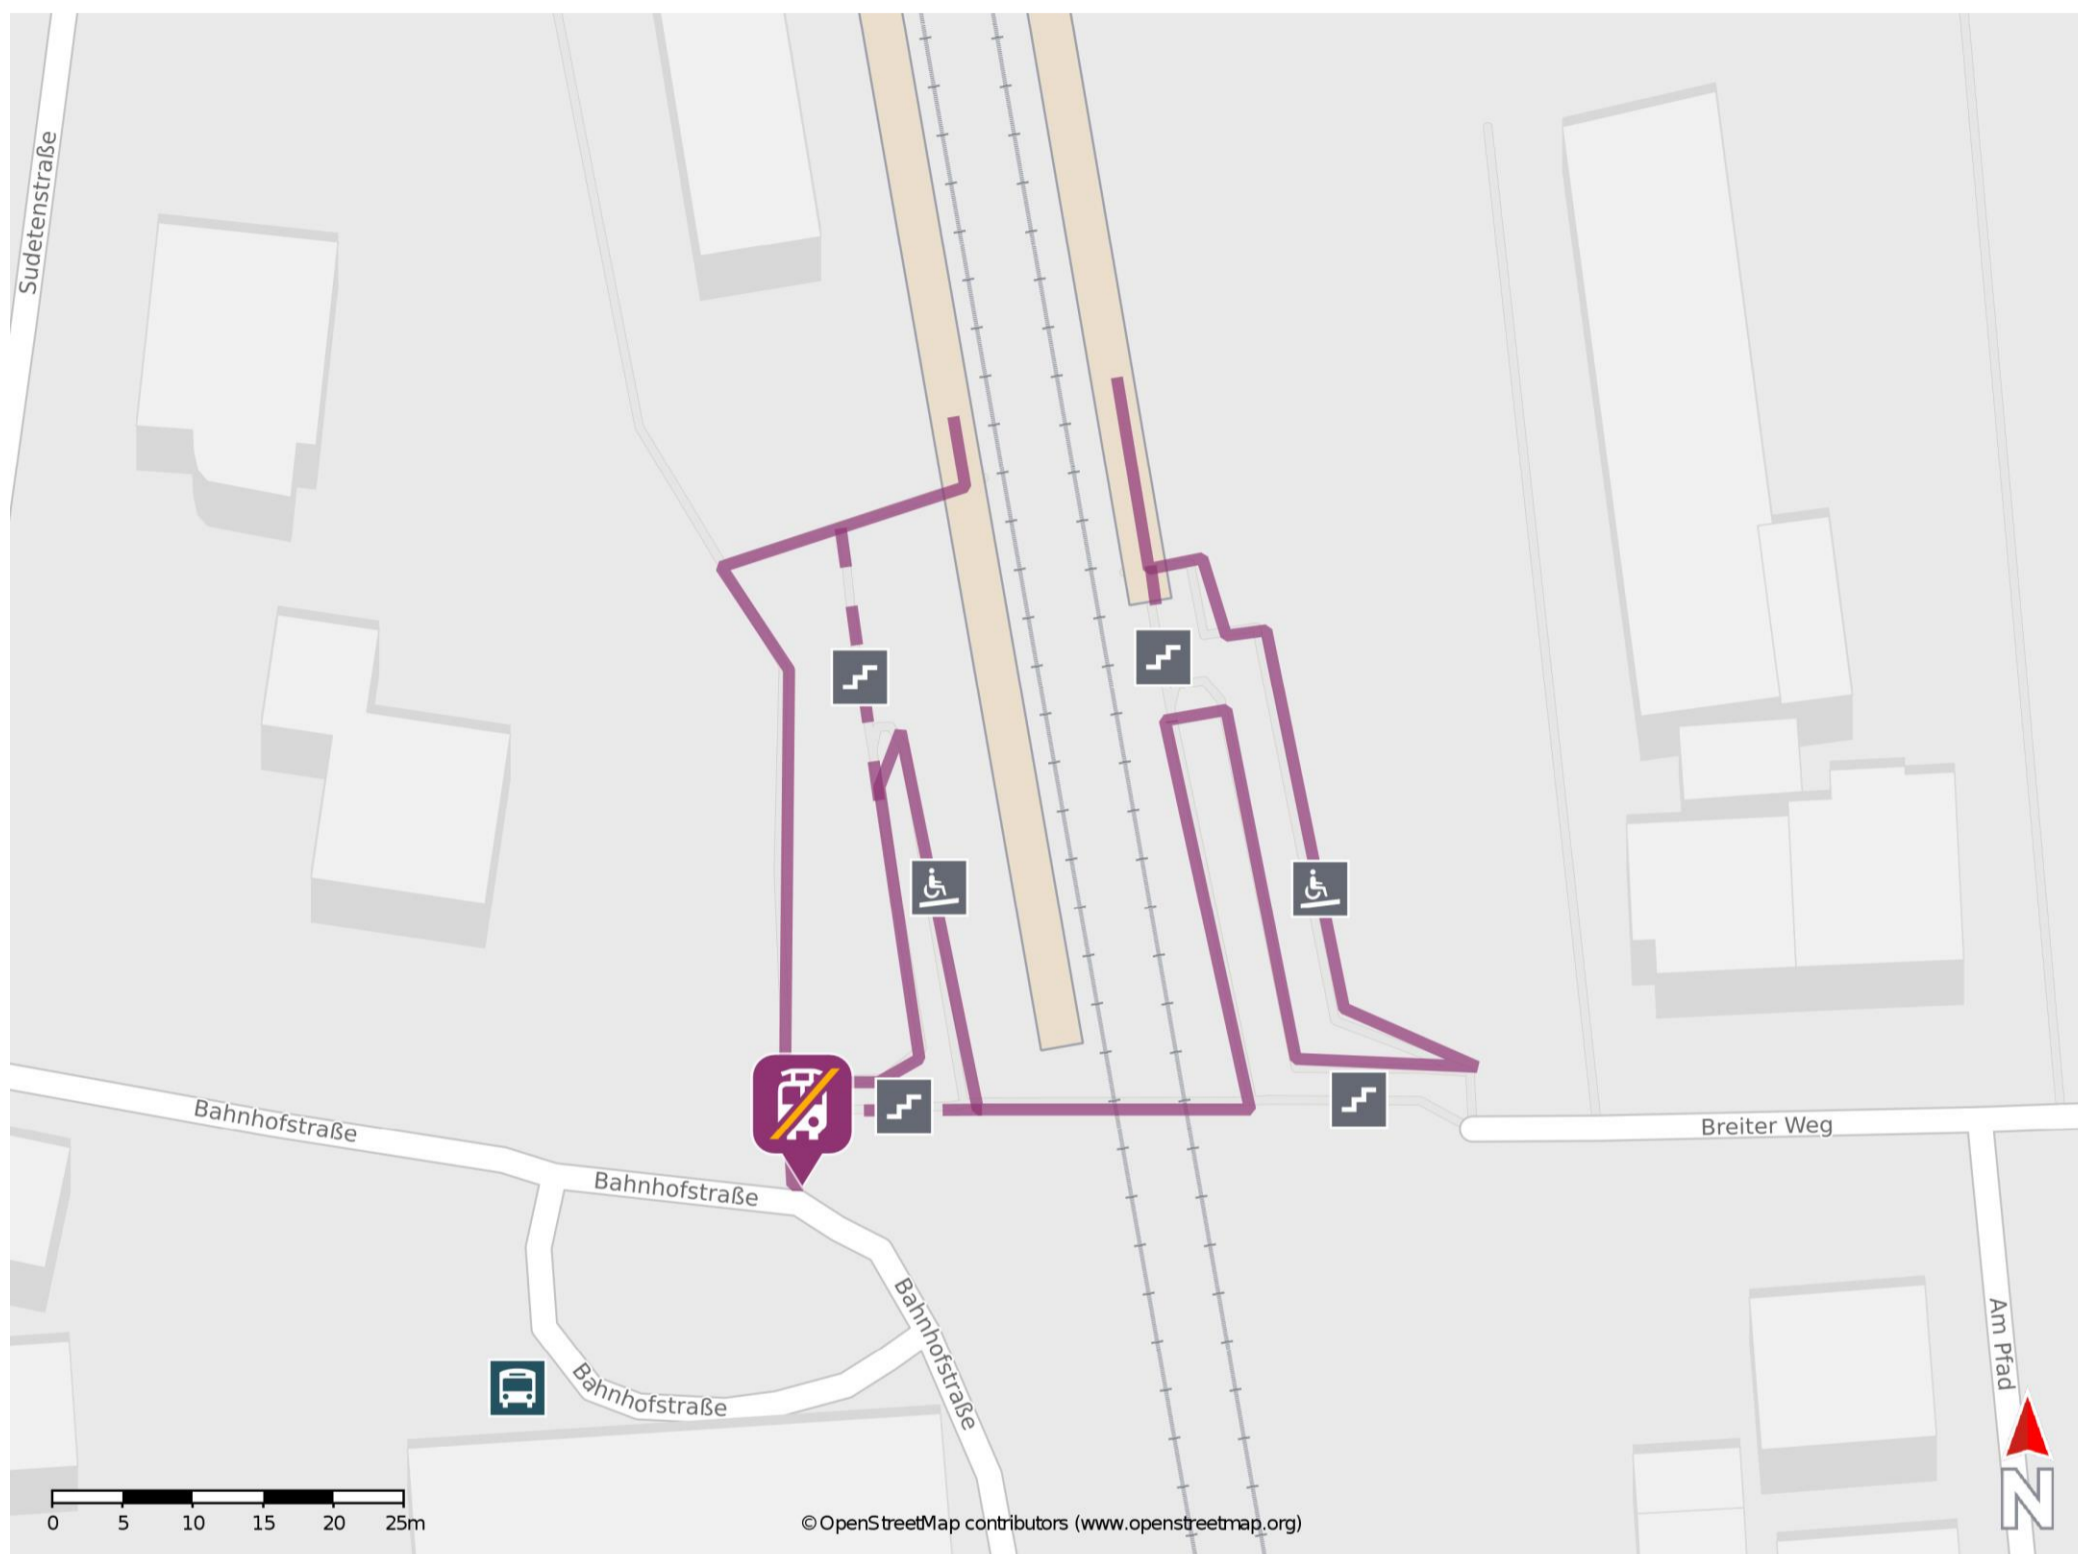 Sudetenstraße
Bahnhofstraße
Breiter Weg
Bahnhofstraße
Bahnhofstraße
Am Pfad
Bahnhofstraße
N
0 5 10 15 20 25m
©OpenStreetMap contributors (www.openstreetmap.org)